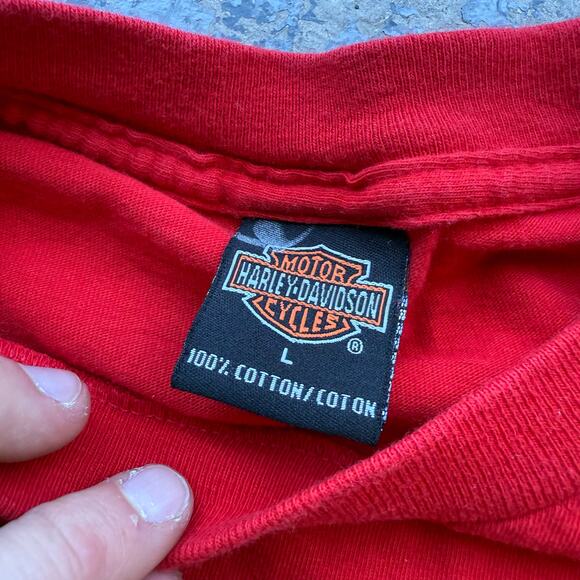 MOTOR
HARLEY-DAVIDSON
CYCLES
®
L
100% COTTON/COTON